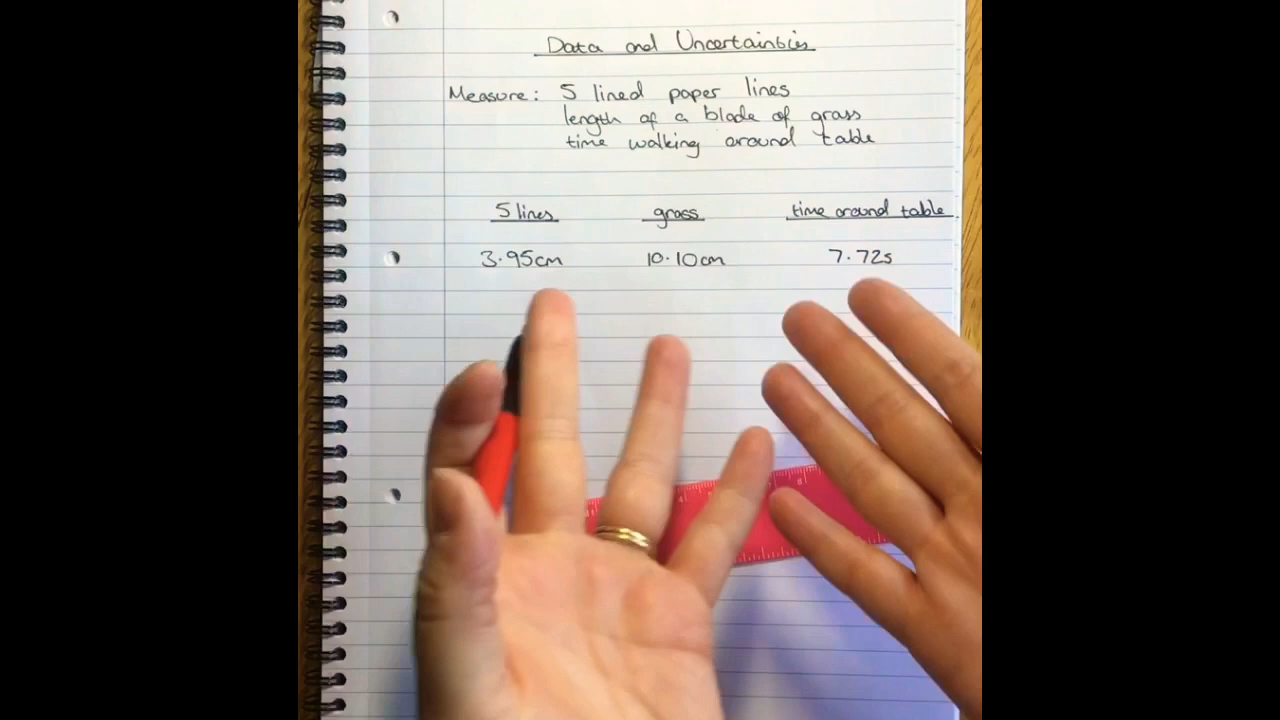 Data and Uncertainties
Measure: 5 lined paper lines
length of a blade of grass
time walking around table
5 lines grass time around table
3.95cm 10.10cm 7.72s